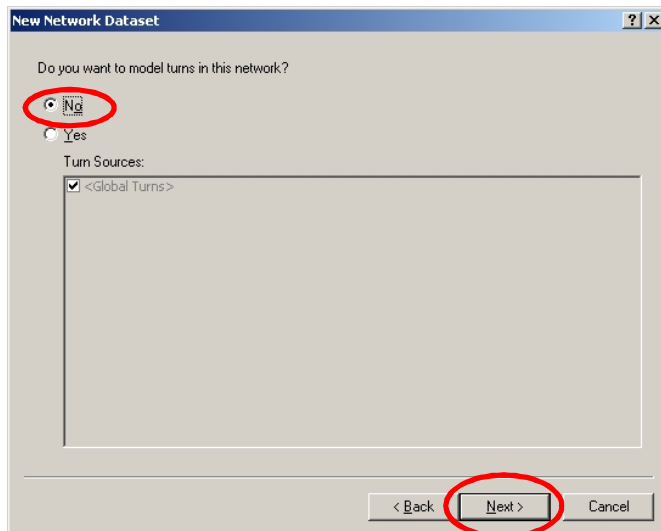 New Network Dataset
Do you want to model turns in this network?
No
Yes
Turn Sources:
<Global Turns>
< Back
Next >
Cancel